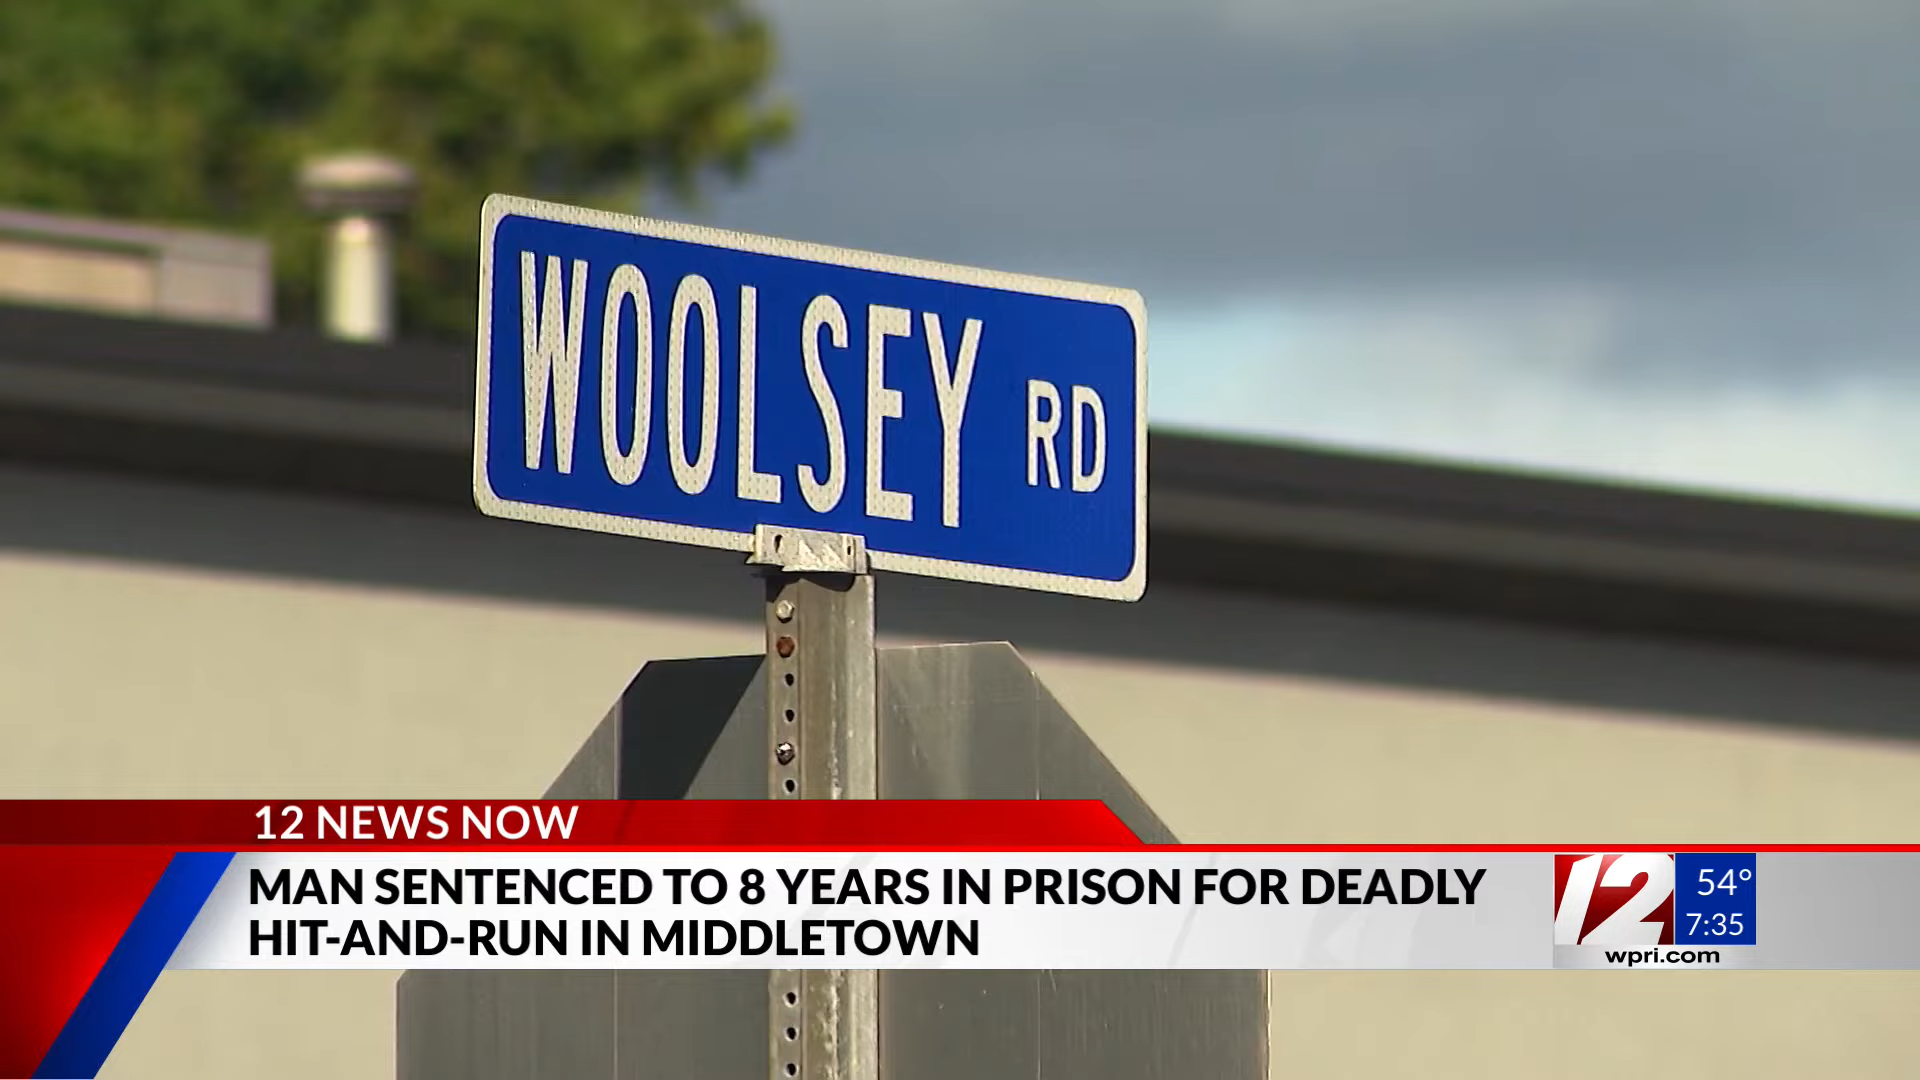 WOOLSEY RD
12 NEWS NOW
MAN SENTENCED TO 8 YEARS IN PRISON FOR DEADLY
HIT-AND-RUN IN MIDDLETOWN
12
54°
7:35
wpri.com